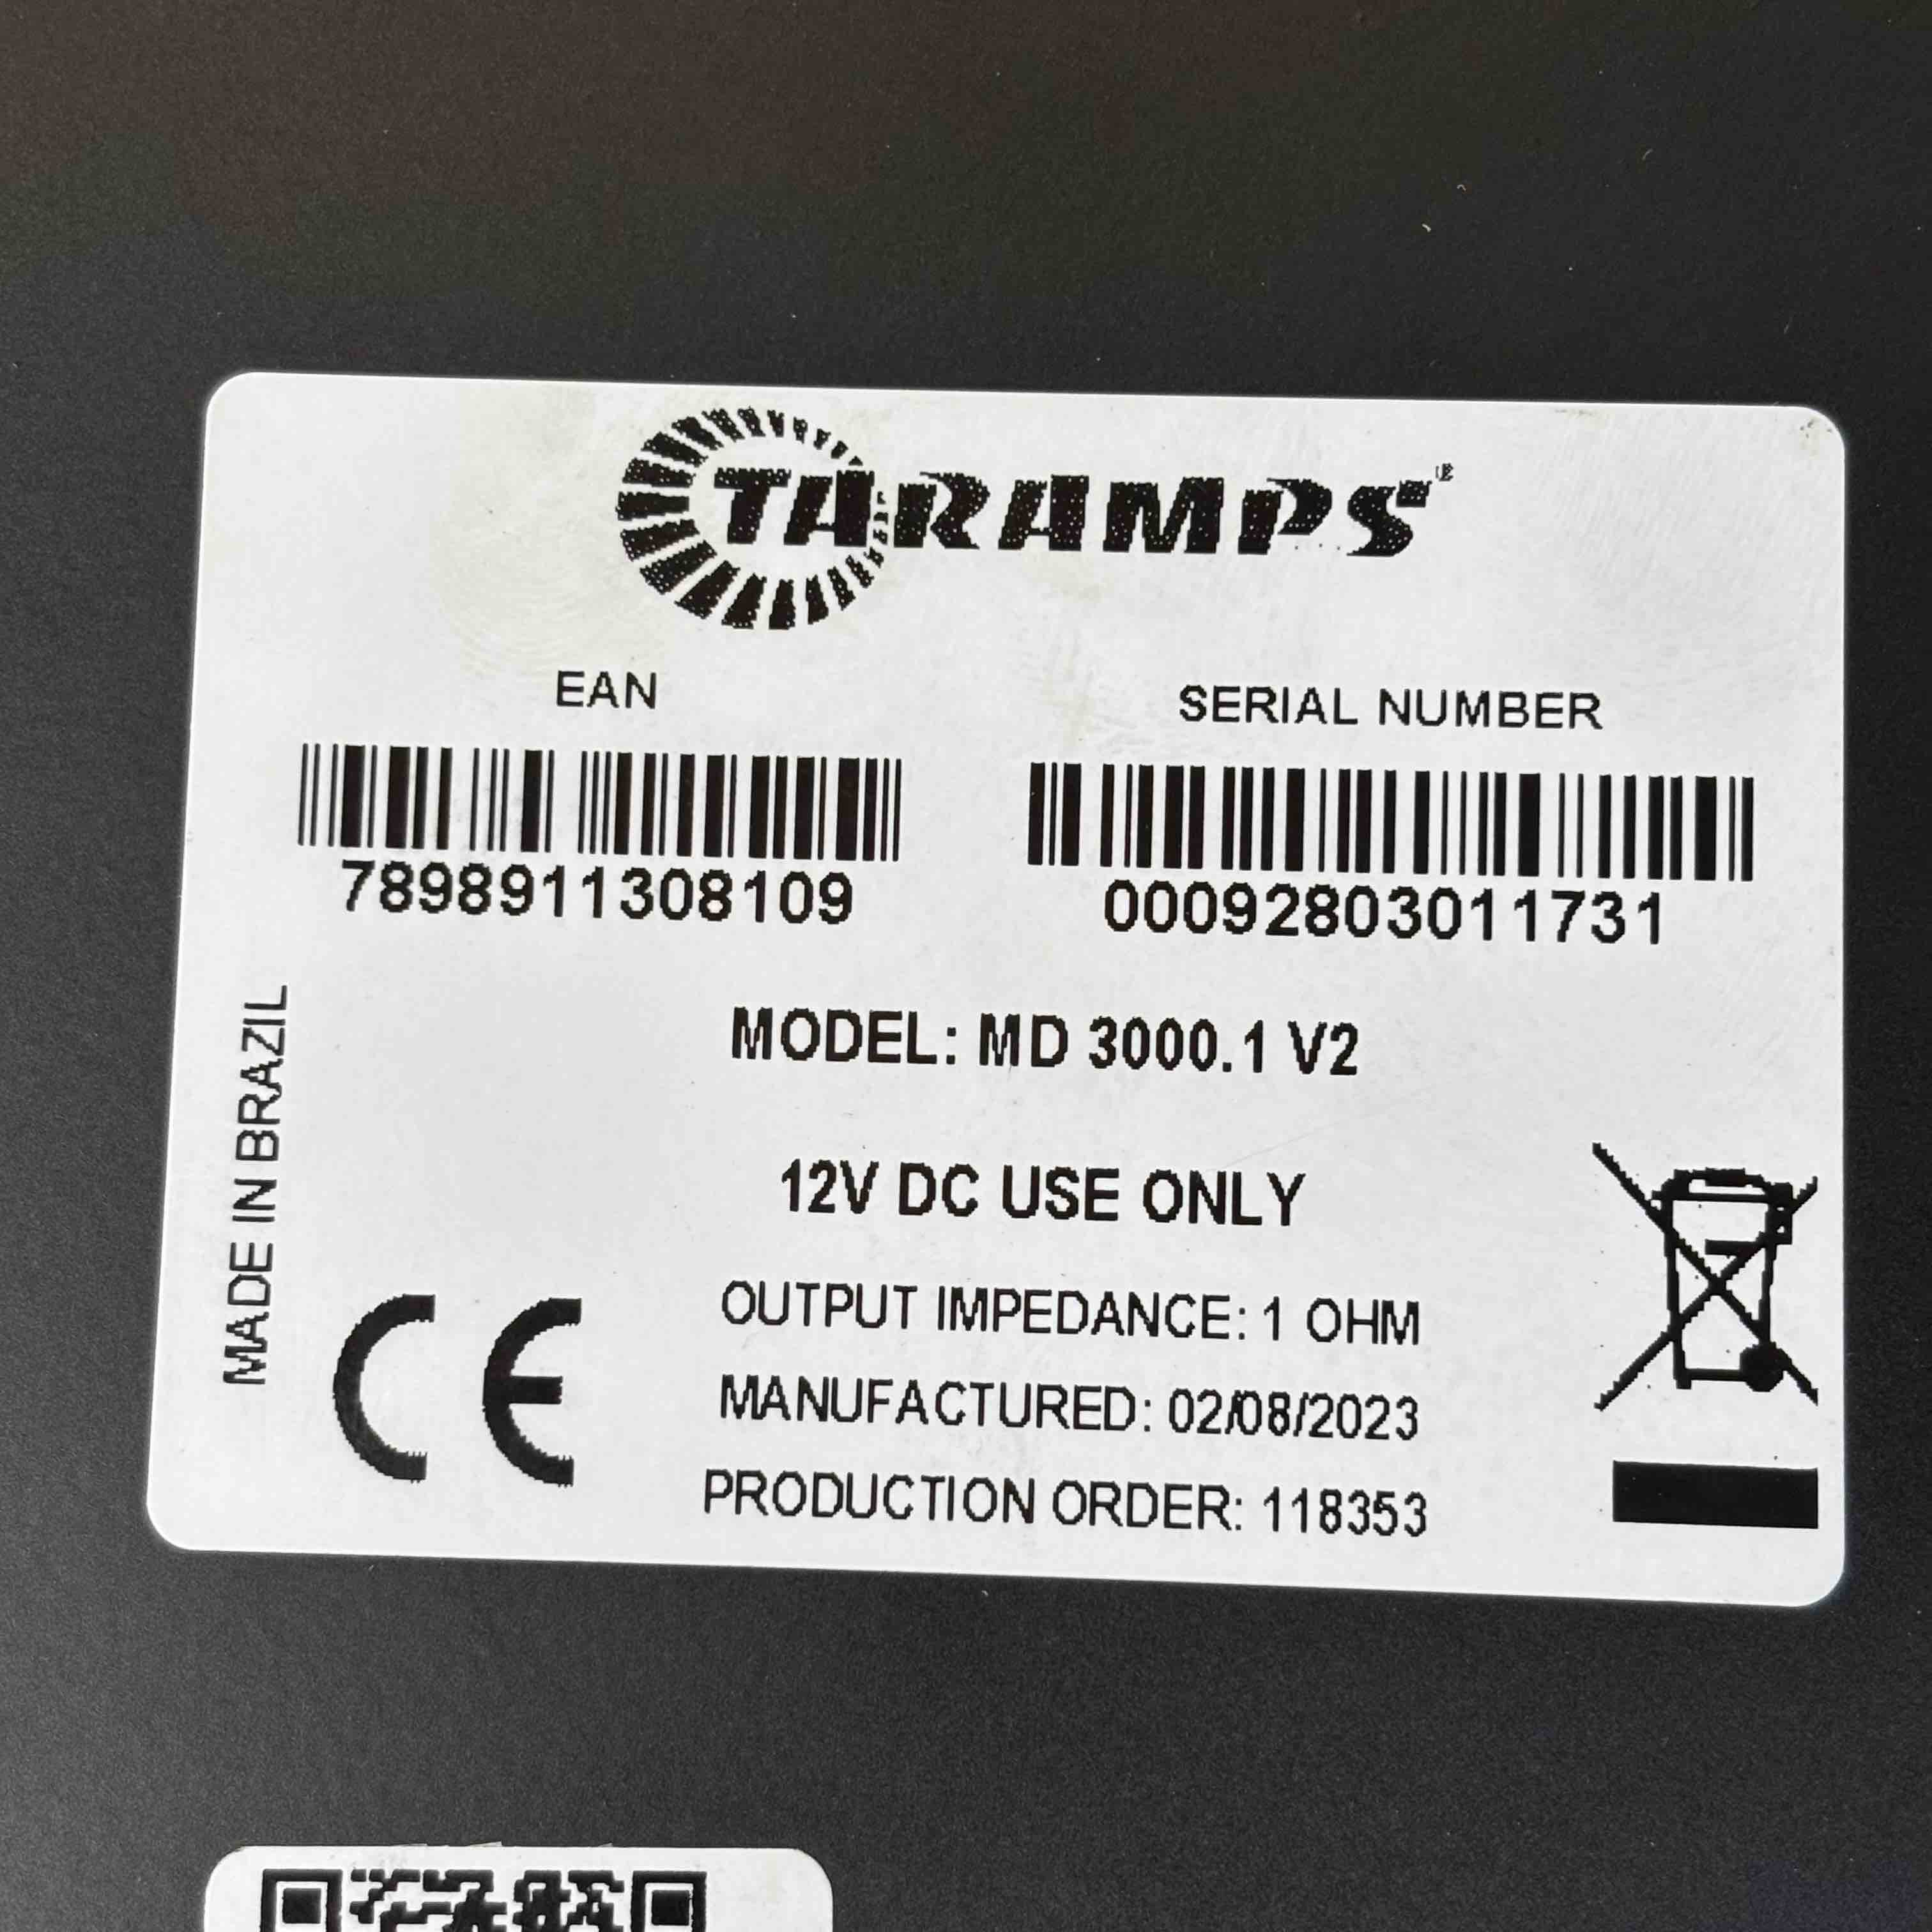 TARAMPS®
EAN
SERIAL NUMBER
7898911308109
00092803011731
MODEL: MD 3000.1 V2
12V DC USE ONLY
OUTPUT IMPEDANCE: 1 OHM
MANUFACTURED: 02/08/2023
PRODUCTION ORDER: 118353
MADE IN BRAZIL
CE